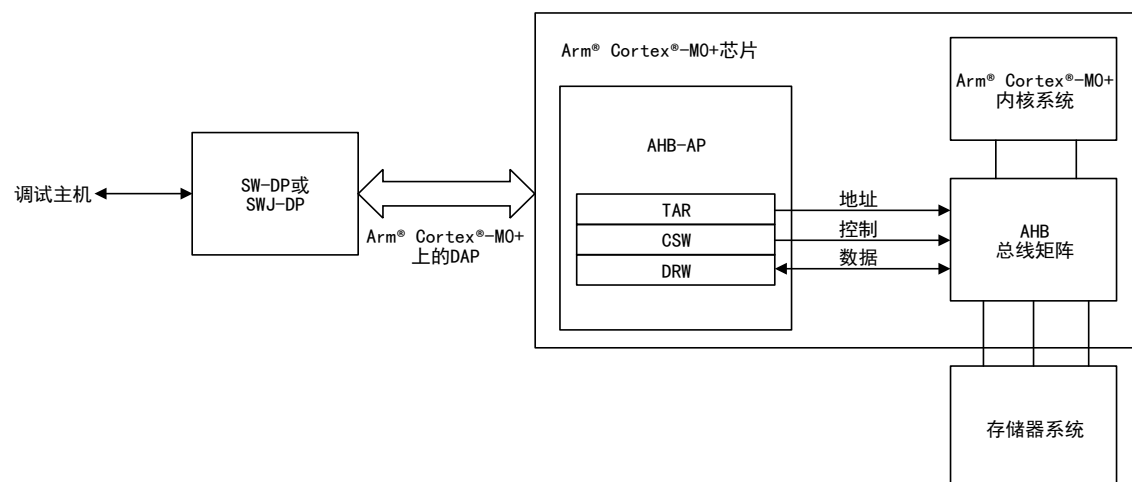 Arm® Cortex®-M0+芯片
Arm® Cortex®-M0+
内核系统
AHB-AP
调试主机
SW-DP或
SWJ-DP
TAR
CSW
DRW
地址
控制
数据
AHB
总线矩阵
Arm® Cortex®-M0+
上的DAP
存储器系统